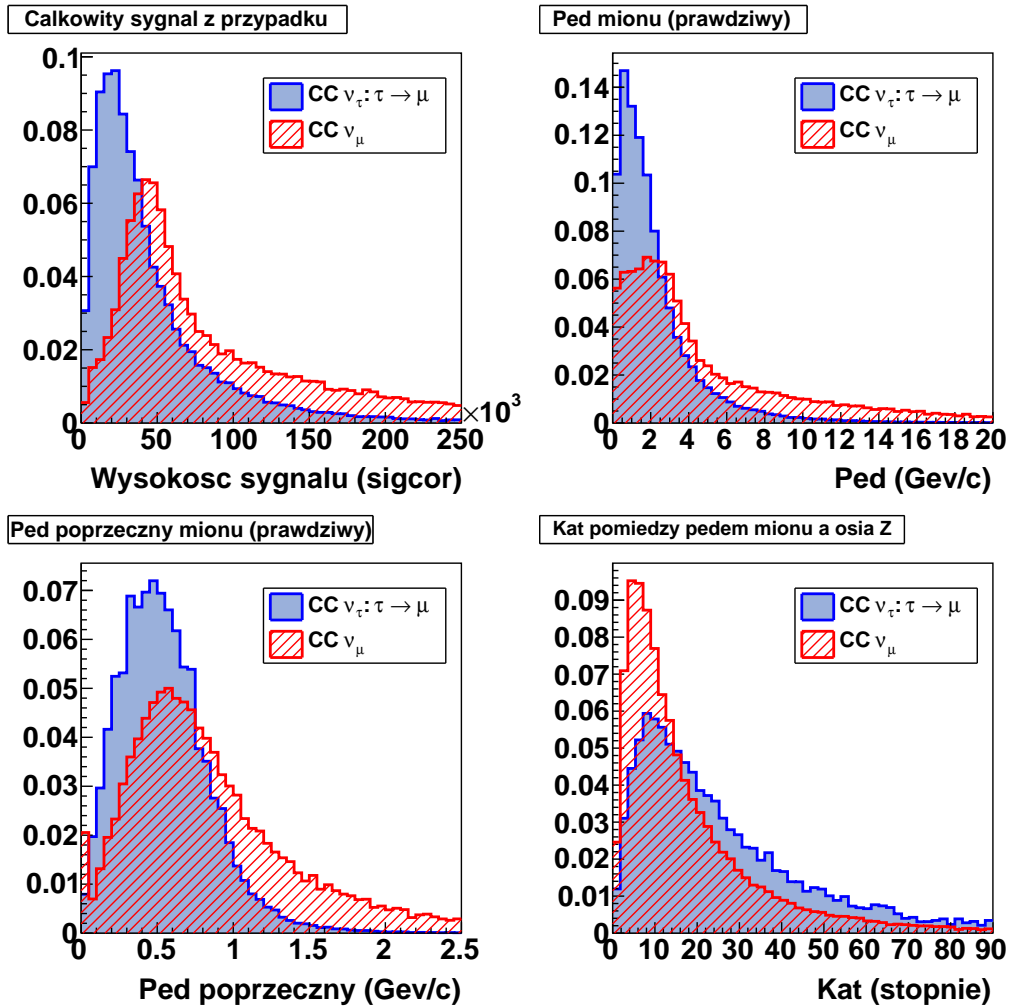 Calkowity sygnal z przypadku
0.1
0.08
0.06
0.04
0.02
0
CC ντ: τ → μ
CC νμ
0 50 100 150 200 250
×10³
Wysokosc sygnalu (sigcor)
Ped mionu (prawdziwy)
0.14
0.12
0.1
0.08
0.06
0.04
0.02
0
CC ντ: τ → μ
CC νμ
0 2 4 6 8 10 12 14 16 18 20
Ped (Gev/c)
Ped poprzeczny mionu (prawdziwy)
0.07
0.06
0.05
0.04
0.03
0.02
0.01
0
CC ντ: τ → μ
CC νμ
0 0.5 1 1.5 2 2.5
Ped poprzeczny (Gev/c)
Kat pomiedzy pedem mionu a osia Z
0.09
0.08
0.07
0.06
0.05
0.04
0.03
0.02
0.01
0
CC ντ: τ → μ
CC νμ
0 10 20 30 40 50 60 70 80 90
Kat (stopnie)